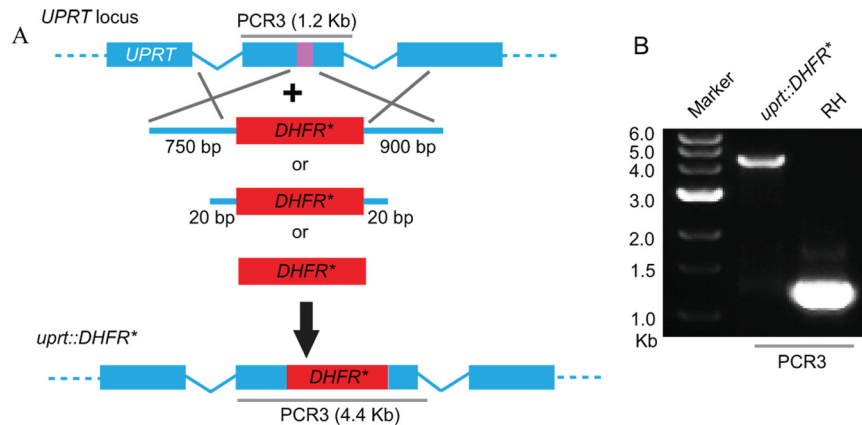 A
UPRT locus
PCR3 (1.2 Kb)
UPRT
+
DHFR*
750 bp
900 bp
or
DHFR*
20 bp
20 bp
or
DHFR*
uprt::DHFR*
DHFR*
PCR3 (4.4 Kb)
B
Marker
uprt::DHFR*
RH
6.0
5.0
4.0
3.0
2.0
1.5
1.0
Kb
PCR3